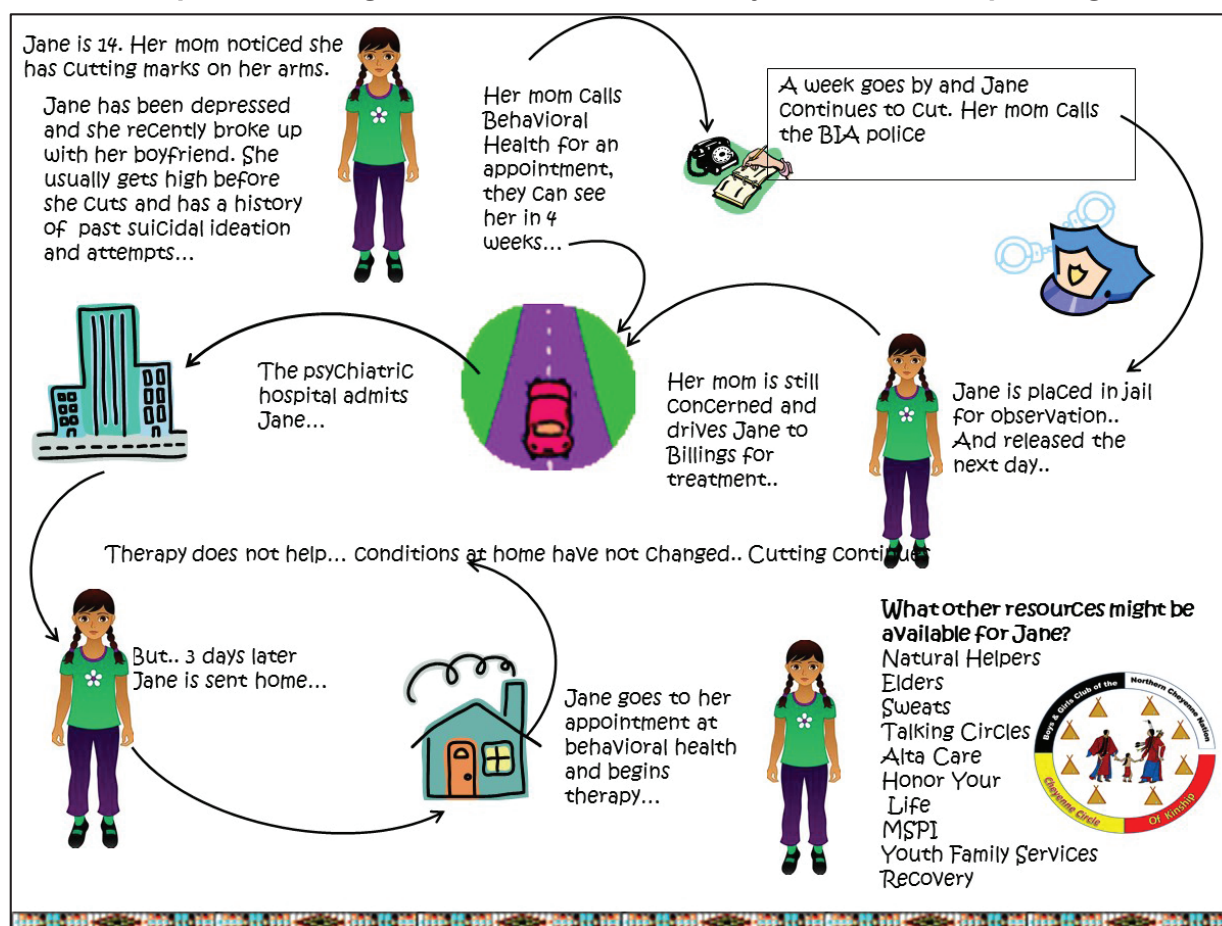 Jane is 14. Her mom noticed she
has cutting marks on her arms.
Jane has been depressed
and she recently broke up
with her boyfriend. She
usually gets high before
she cuts and has a history
of past suicidal ideation
and attempts...
Her mom calls
Behavioral
Health for an
appointment,
they can see
her in 4
weeks...
A week goes by and Jane
continues to cut. Her mom calls
the BIA police
Jane is placed in jail
for observation..
And released the
next day..
Her mom is still
concerned and
drives Jane to
Billings for
treatment..
The psychiatric
hospital admits
Jane...
But.. 3 days later
Jane is sent home...
Jane goes to her
appointment at
behavioral health
and begins
therapy...
Therapy does not help... conditions at home have not changed.. Cutting continues
What other resources might be
available for Jane?
Natural Helpers
Elders
Sweats
Talking Circles
Alta Care
Honor Your
Life
MSPI
Youth Family Services
Recovery
Boys & Girls Club of the
Northern Cheyenne Nation
Cheyenne Circle
Of Kinship